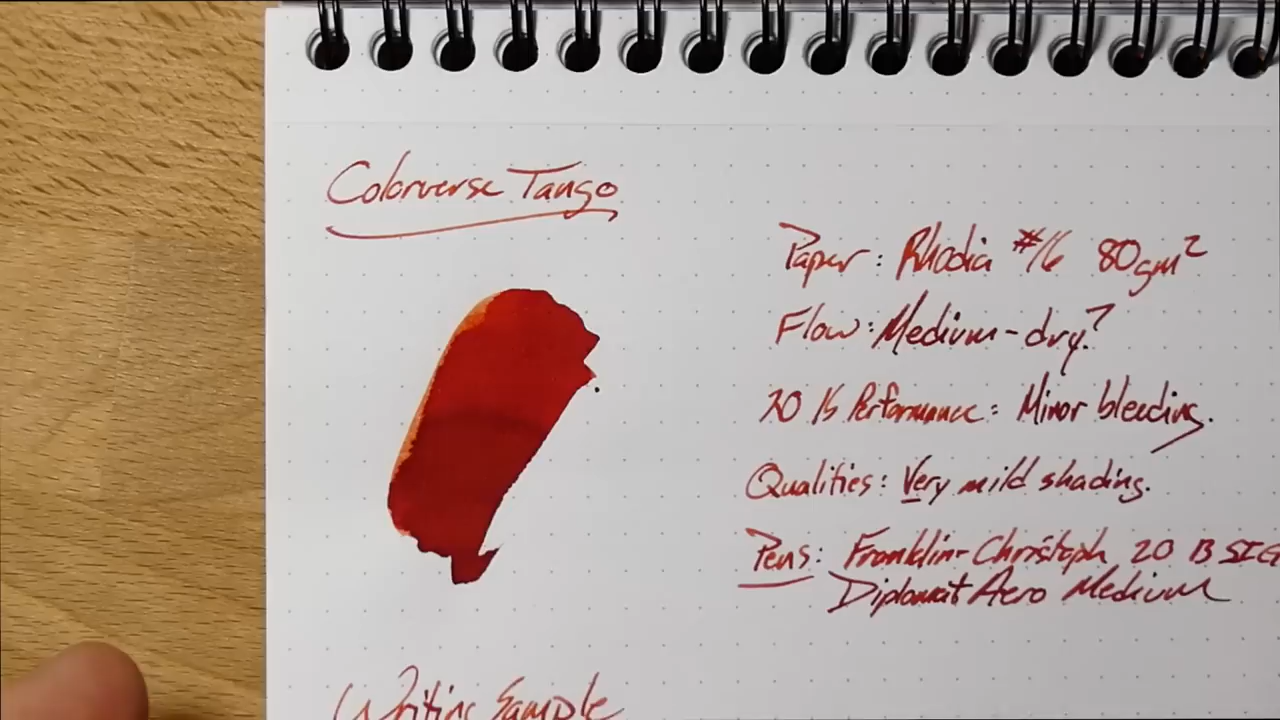 Colorverse Tango
Paper: Rhodia #16 80gm²
Flow: Medium-dry?
20 lb Performance: Minor bleeding.
Qualities: Very mild shading.
Pens: Franklin-Christoph 20 B SIG
Diplomat Aero Medium
Writing Sample